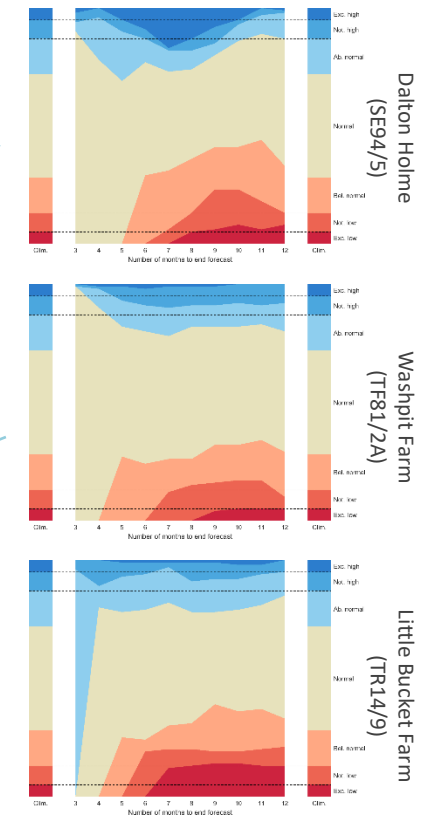 Exc. high
Not. high
Ab. normal
Normal
Bel. normal
Not. low
Exc. low
Clim.
3 4 5 6 7 8 9 10 11 12
Clim.
Number of months to end forecast
Dalton Holme
(SE94/5)
Exc. high
Not. high
Ab. normal
Normal
Bel. normal
Not. low
Exc. low
Clim.
3 4 5 6 7 8 9 10 11 12
Clim.
Number of months to end forecast
Washpit Farm
(TF81/2A)
Exc. high
Not. high
Ab. normal
Normal
Bel. normal
Not. low
Exc. low
Clim.
3 4 5 6 7 8 9 10 11 12
Clim.
Number of months to end forecast
Little Bucket Farm
(TR14/9)